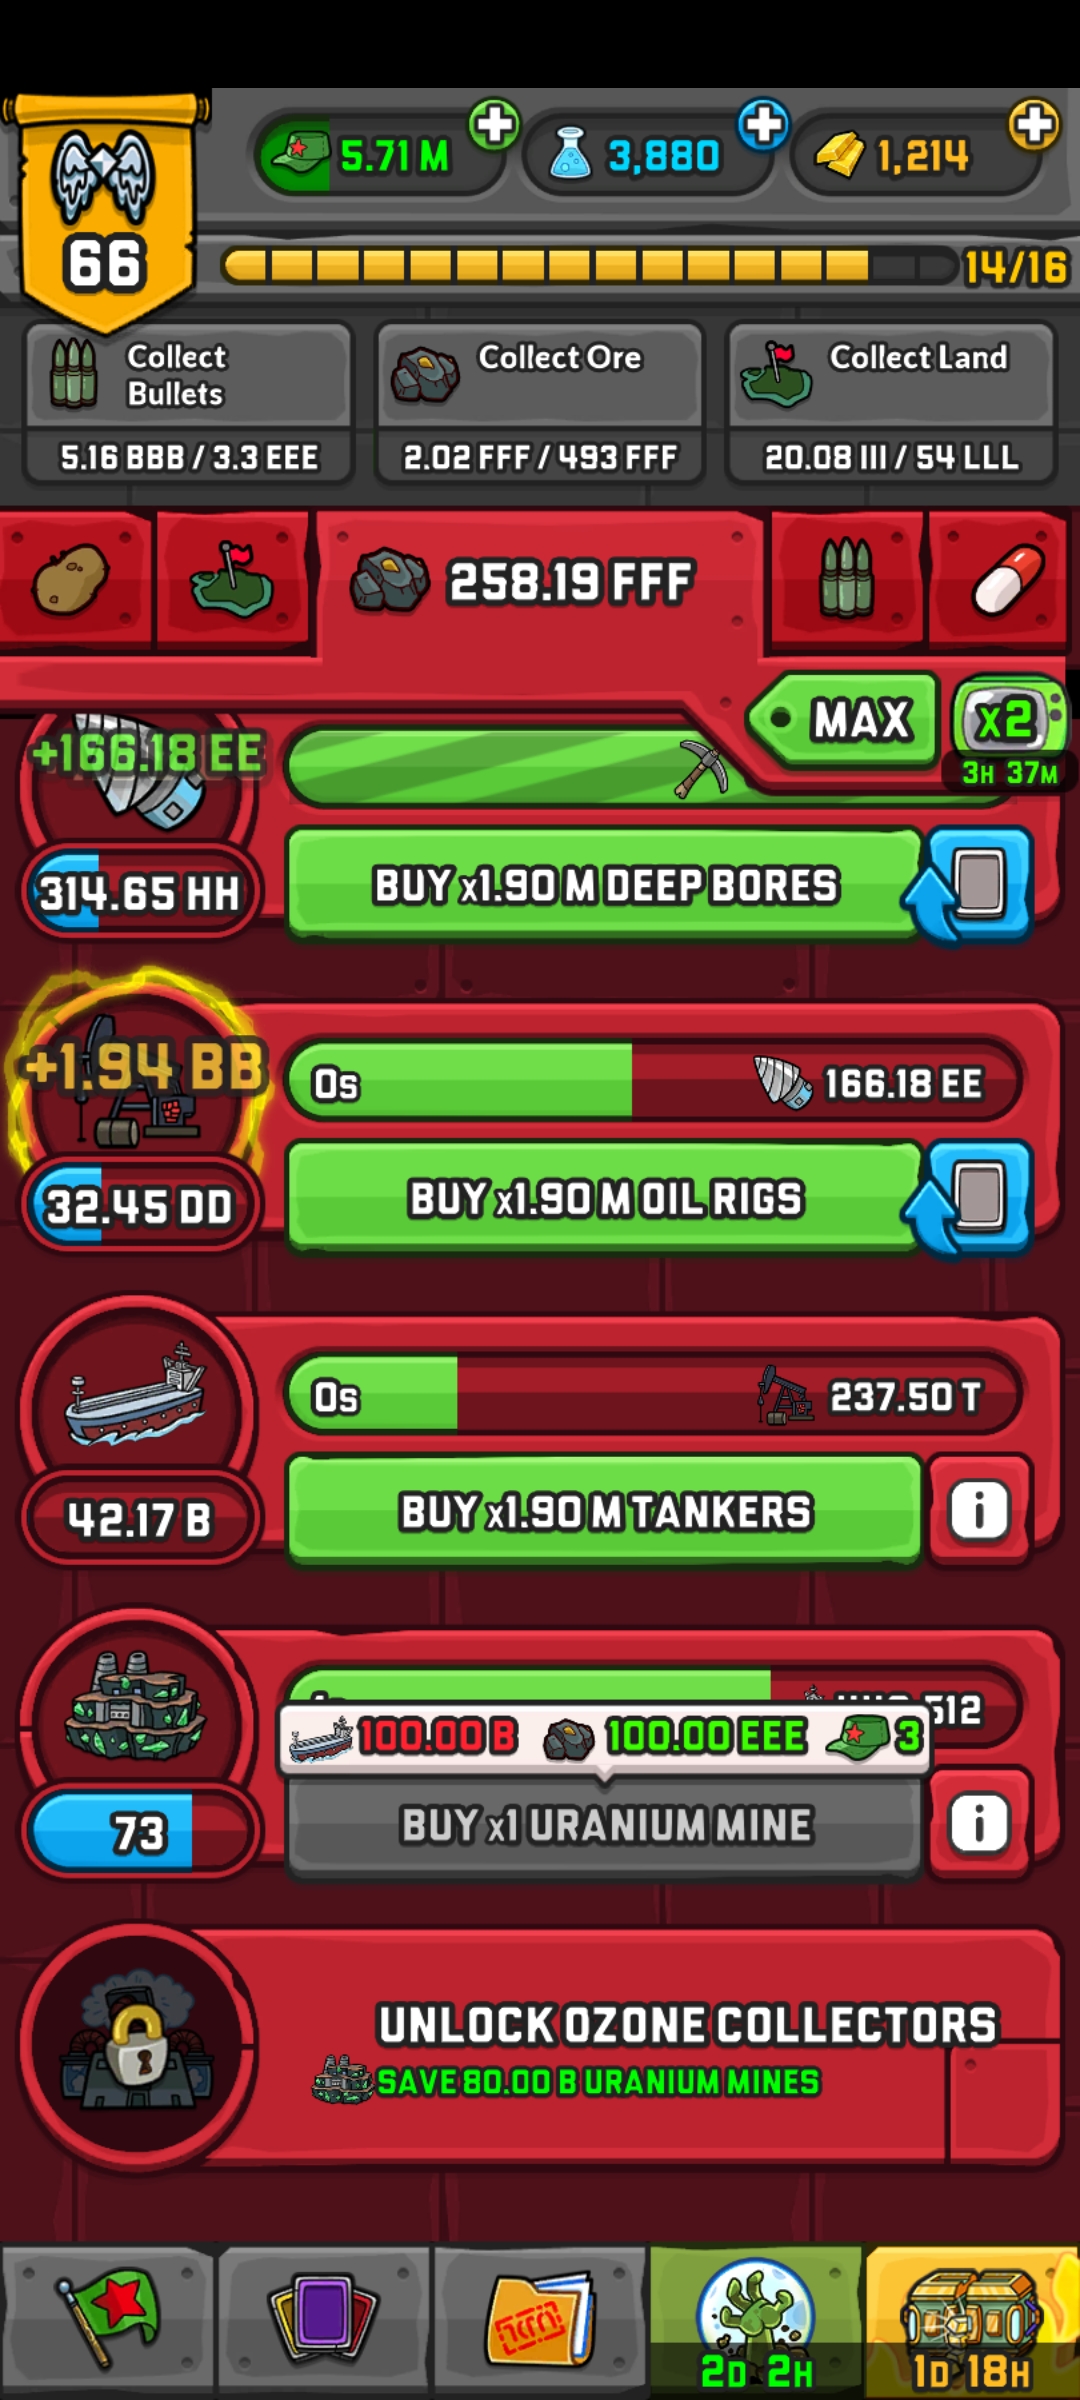 5.71 M
3,880
1,214
66
14/16
Collect
Bullets
5.16 BBB / 3.3 EEE
Collect Ore
2.02 FFF / 493 FFF
Collect Land
20.08 III / 54 LLL
258.19 FFF
MAX
x2
3H 37M
+166.18 EE
314.65 HH
BUY x1.90 M DEEP BORES
+1.94 BB
0s
166.18 EE
32.45 DD
BUY x1.90 M OIL RIGS
0s
237.50 T
42.17 B
BUY x1.90 M TANKERS
i
512
100.00 B
100.00 EEE
3
73
BUY x1 URANIUM MINE
i
UNLOCK OZONE COLLECTORS
SAVE 80.00 B URANIUM MINES
2D 2H
1D 18H